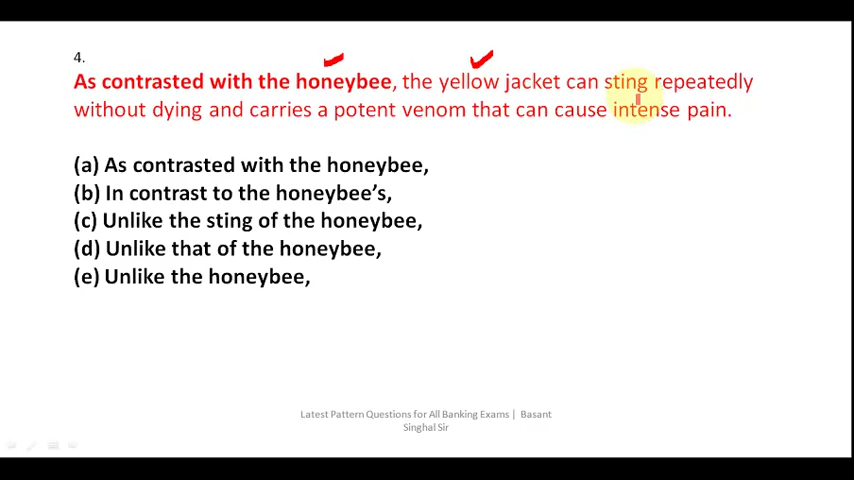 4.
As contrasted with the honeybee, the yellow jacket can sting repeatedly
without dying and carries a potent venom that can cause intense pain.
(a) As contrasted with the honeybee,
(b) In contrast to the honeybee’s,
(c) Unlike the sting of the honeybee,
(d) Unlike that of the honeybee,
(e) Unlike the honeybee,
Latest Pattern Questions for All Banking Exams | Basant
Singhal Sir